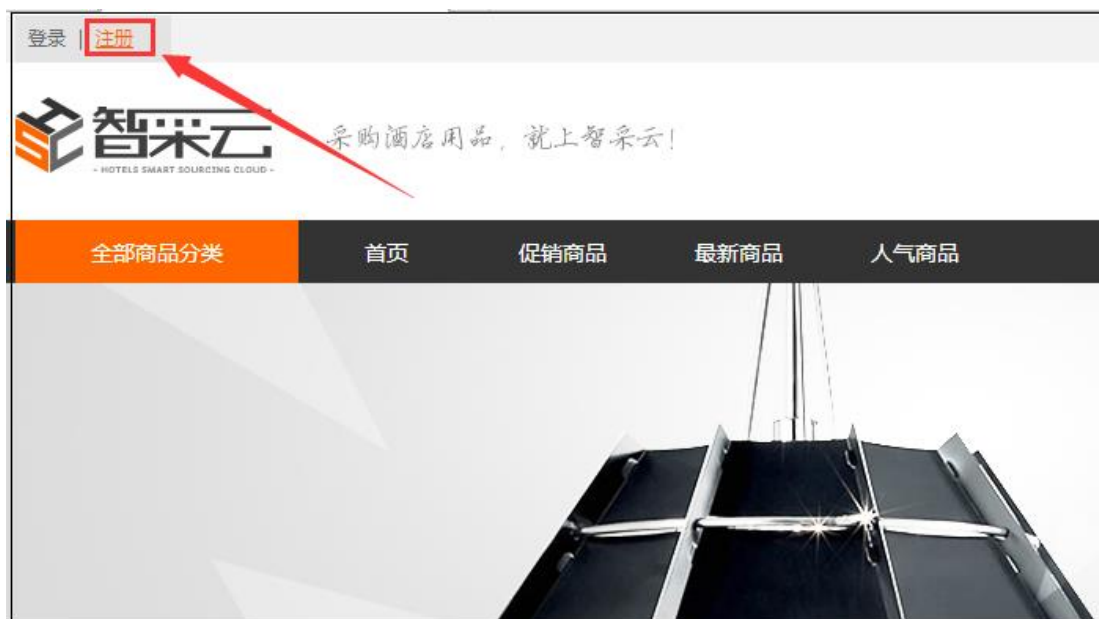 登录 | 注册
智采云
- HOTELS SMART SOURCING CLOUD -
采购酒店用品，就上智采云！
全部商品分类 首页 促销商品 最新商品 人气商品